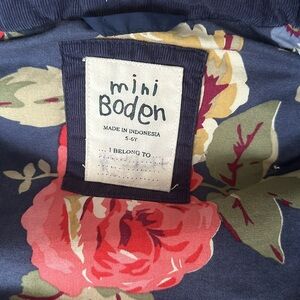 mini
Boden
MADE IN INDONESIA
5-6Y
... I BELONG TO ...